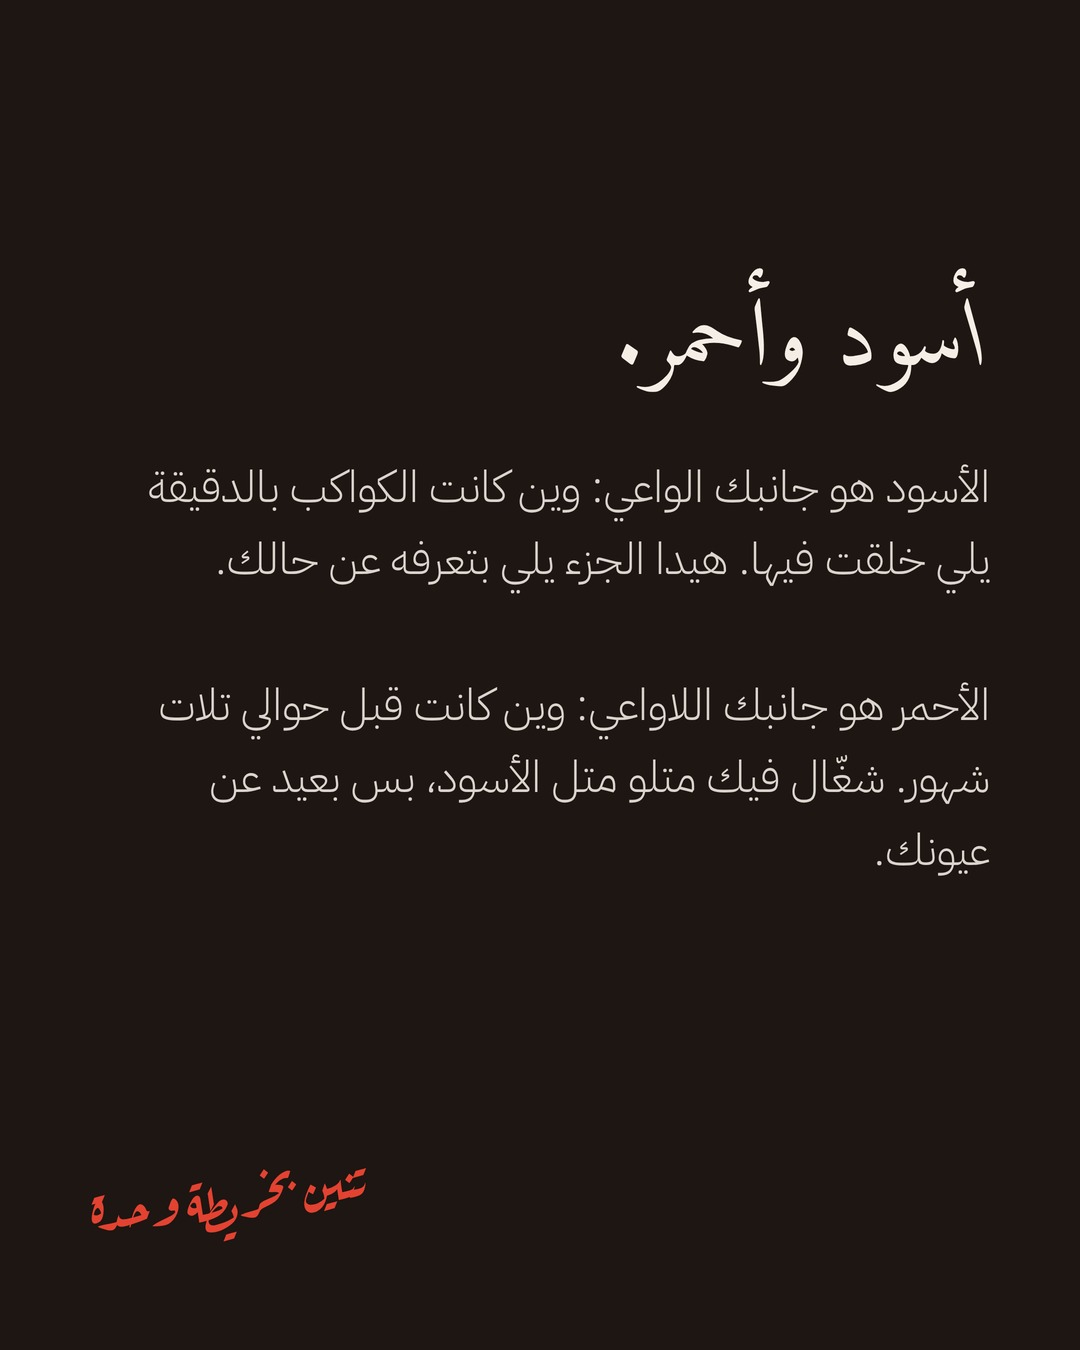 أسود وأحمر.
الأسود هو جانبك الواعي: وين كانت الكواكب بالدقيقة
يلي خلقت فيها. هيدا الجزء يلي بتعرفه عن حالك.
الأحمر هو جانبك اللاواعي: وين كانت قبل حوالي تلات
شهور. شغّال فيك متلو متل الأسود، بس بعيد عن
عيونك.
تنين بخريطة وحدة